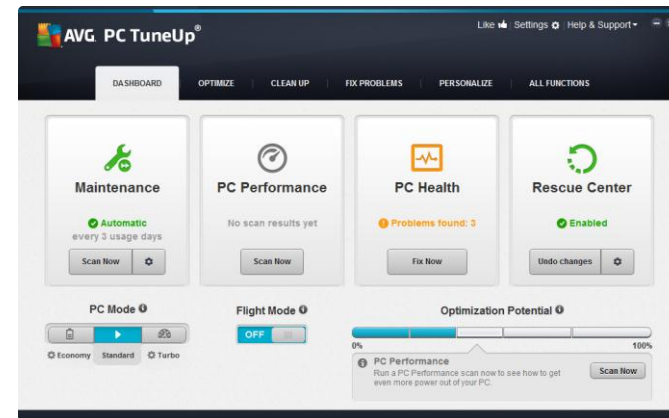 AVG PC TuneUp®
Like Settings Help & Support
DASHBOARD OPTIMIZE CLEAN UP FIX PROBLEMS PERSONALIZE ALL FUNCTIONS
Maintenance
Automatic
every 3 usage days
Scan Now
PC Performance
No scan results yet
Scan Now
PC Health
Problems found: 3
Fix Now
Rescue Center
Enabled
Undo changes
PC Mode
Economy Standard Turbo
Flight Mode
OFF
Optimization Potential
0% 100%
PC Performance
Run a PC Performance scan now to see how to get
even more power out of your PC.
Scan Now